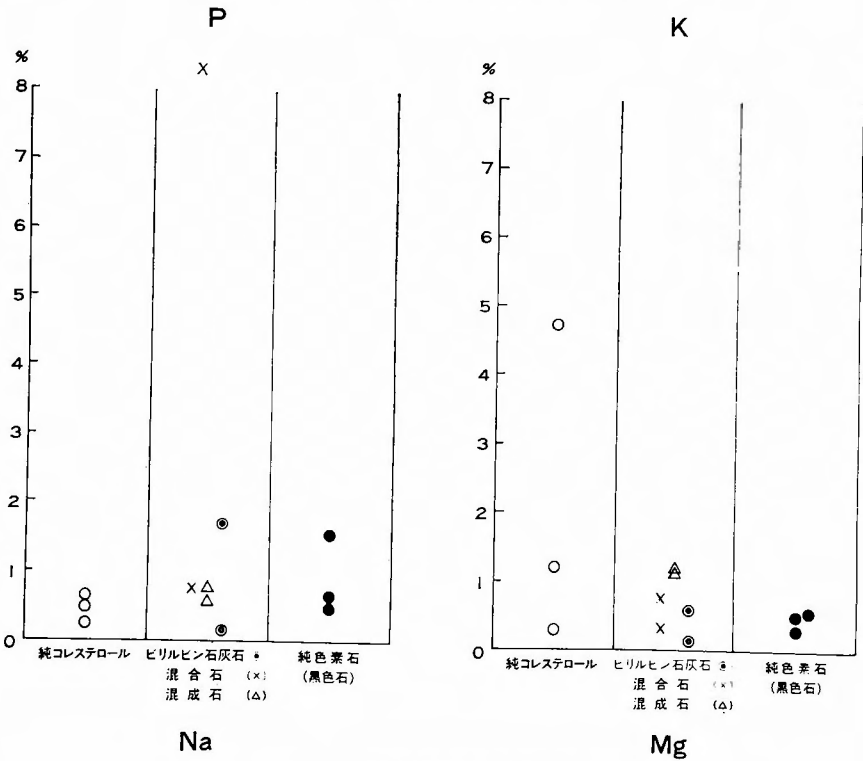 P
%
8
7
6
5
4
3
2
1
0
純コレステロール
ビリルビン石灰石
混合石 (×)
混成石 (△)
純色素石
(黒色石)
Na
K
%
8
7
6
5
4
3
2
1
0
純コレステロール
ビリルビン石灰石
混合石 (×)
混成石 (△)
純色素石
(黒色石)
Mg